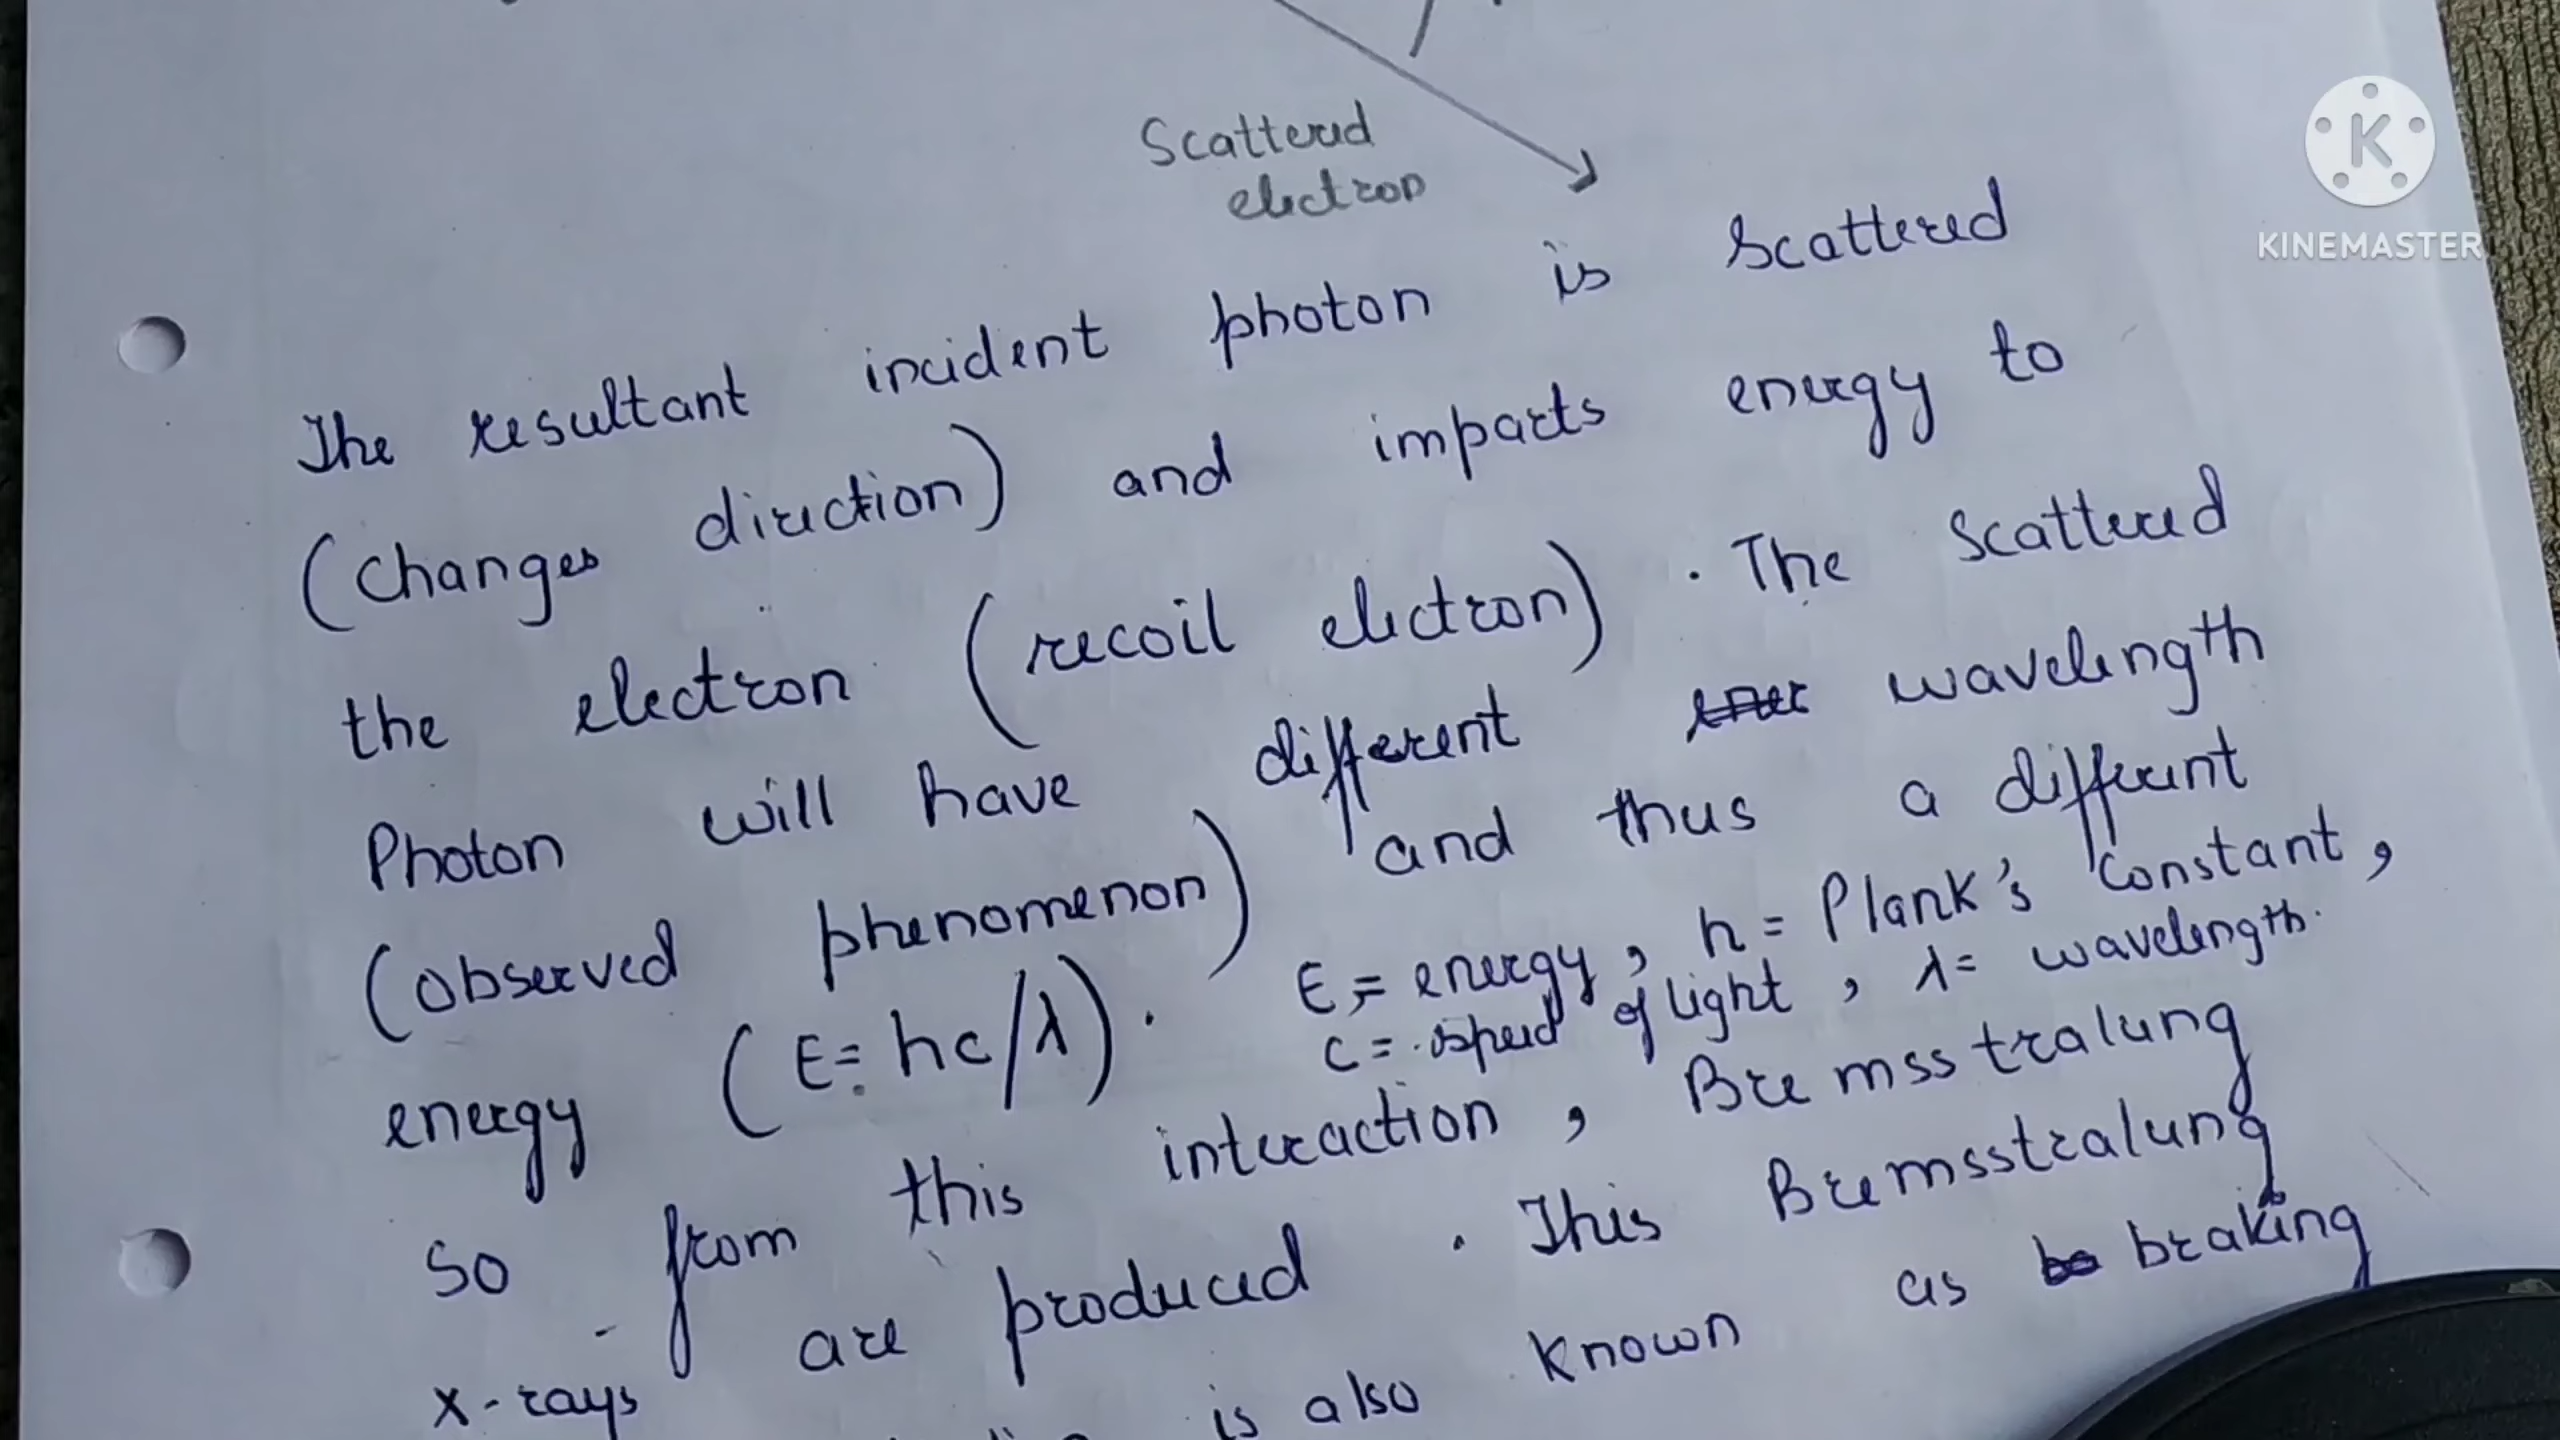 Scattered
electron
KINEMASTER
The resultant incident photon is scattered
(changes direction) and imparts energy to
the electron (recoil electron). The scattered
Photon will have different wavelength
(observed phenomenon) and thus a different
energy (E=hc/λ). E = energy, h = Plank's constant,
c = speed of light, λ = wavelength.
So from this interaction, Bremsstralung
x-rays are produced. This Bremsstralung
is also known as braking